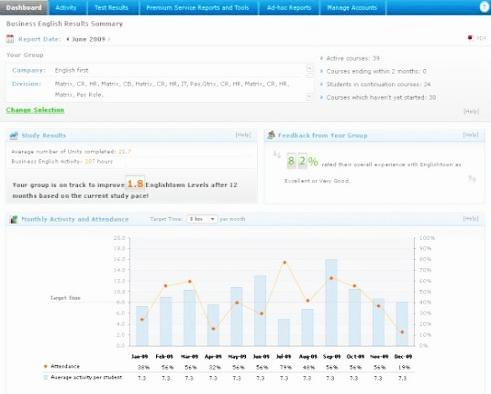 Dashboard Activity Test Results Premium Service Reports and Tools Ad-hoc Reports Manage Accounts
Business English Results Summary
Report Date: June 2009
PDF
Your Group
Company: English first
Division: Matrix, CR, HR, Matrix, CD, Matrix, CR, HR, IT, Pax,Qtrix, CR, HR, Matrix, CR, HR,
Matrix, Pax Role.
Active courses: 39
Courses ending within 2 months: 0
Students in continuation courses: 24
Courses which haven't yet started: 30
Change Selection
[Help]
Study Results [Help]
Average number of Units completed: 21.7
Business English Activity: 107 hours
Your group is on track to improve 1.8 Englishtown Levels after 12
months based on the current study pace!
Feedback from Your Group [Help]
82% rated their overall experience with Englishtown as
Excellent or Very Good.
Monthly Activity and Attendance Target Time: 8 hrs per month [Help]
20.0 100%
18.0 90%
16.0 80%
14.0 70%
12.0 60%
10.0 50%
Target Time
8.0 40%
6.0 30%
4.0 20%
2.0 10%
0.0 0%
Jan-09 Feb-09 Mar-09 Apr-09 May-09 Jun-09 Jul-09 Aug-09 Sep-09 Oct-09 Nov-09 Dec-09
Attendance 38% 56% 56% 32% 56% 56% 79% 48% 56% 56% 56% 19%
Average activity per student 7.3 7.3 7.3 7.3 7.3 7.3 7.3 7.3 7.3 7.3 7.3 7.3